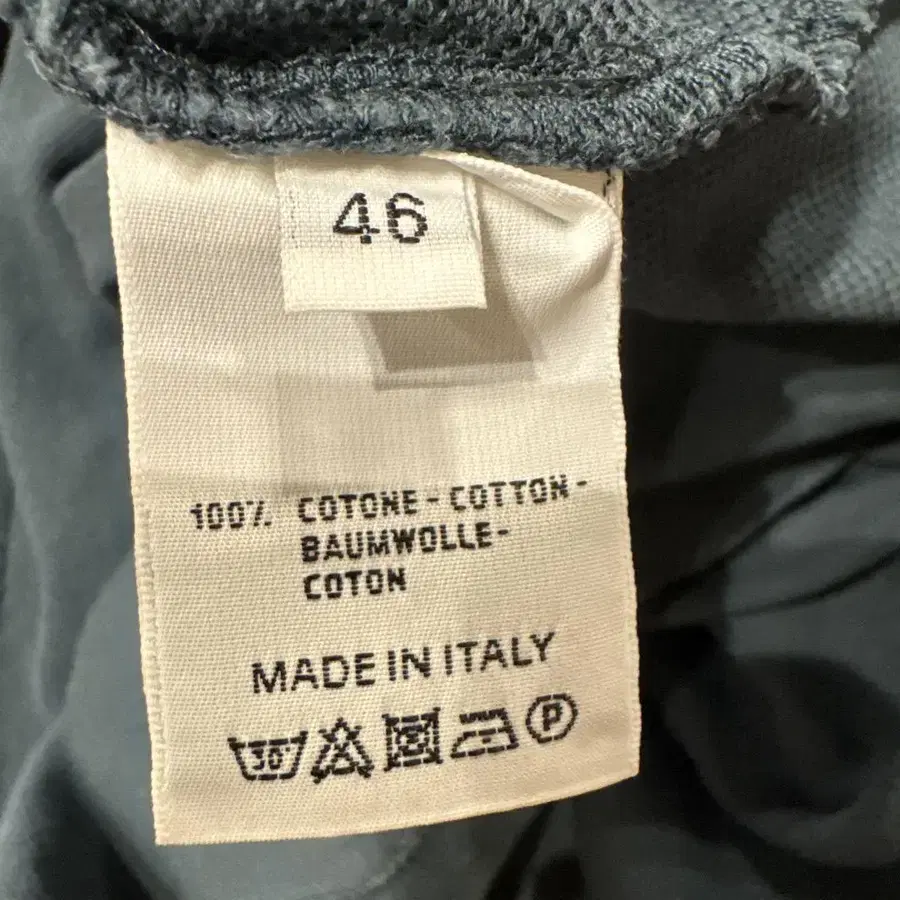 46
100% COTONE - COTTON -
BAUMWOLLE-
COTON
MADE IN ITALY
30°
P